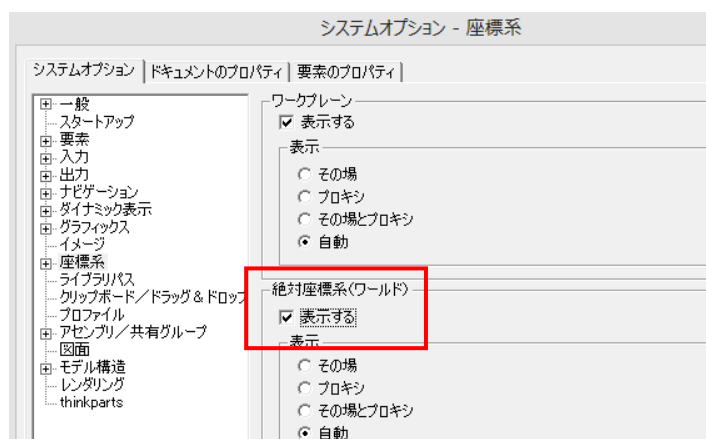 システムオプション - 座標系
システムオプション ドキュメントのプロパティ 要素のプロパティ
一般
スタートアップ
要素
入力
出力
ナビゲーション
ダイナミック表示
グラフィックス
イメージ
座標系
ライブラリパス
クリップボード/ドラッグ&ドロップ
プロファイル
アセンブリ/共有グループ
図面
モデル構造
レンダリング
thinkparts
ワークプレーン
表示する
表示
その場
プロキシ
その場とプロキシ
自動
絶対座標系(ワールド)
表示する
表示
その場
プロキシ
その場とプロキシ
自動